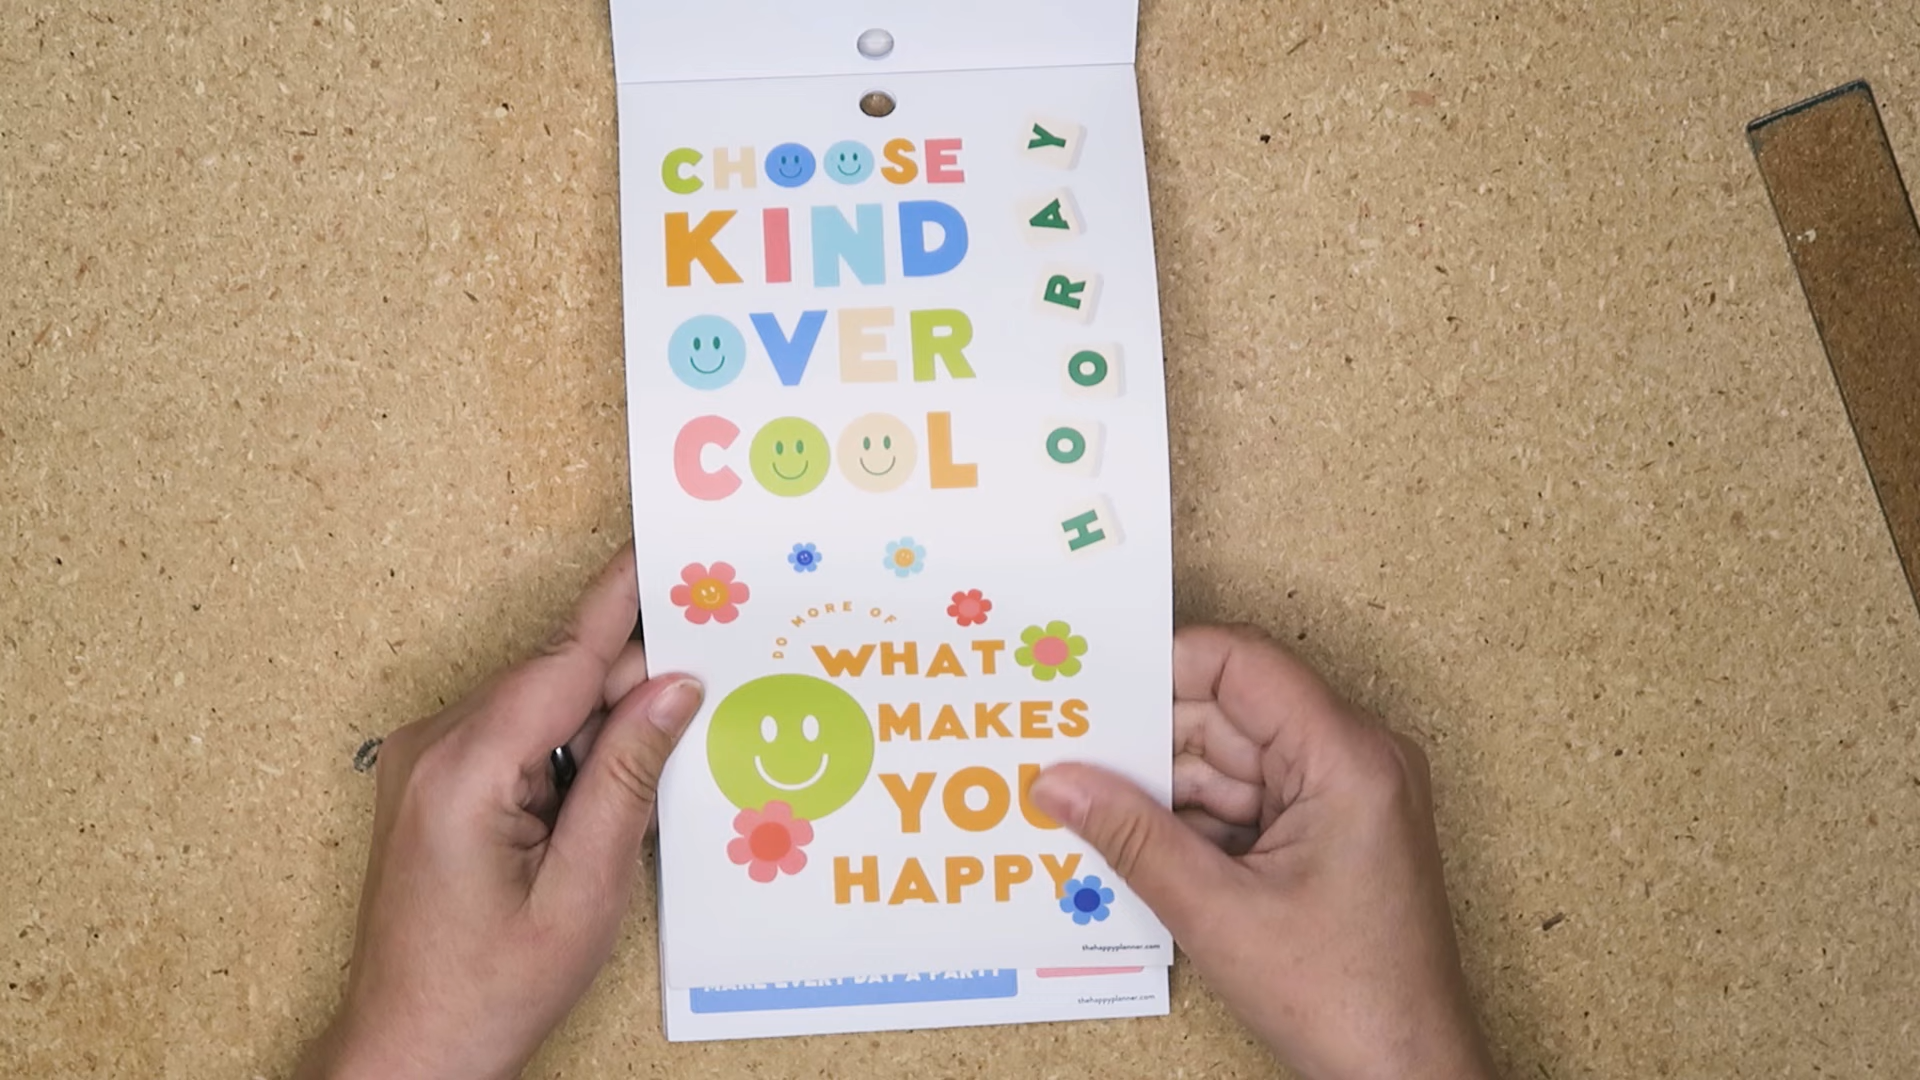 CHOOSE
KIND
OVER
COOL
HOORAY
DO MORE OF
WHAT
MAKES
YOU
HAPPY
thehappyplanner.com
MAKE EVERY DAY A PARTY
thehappyplanner.com